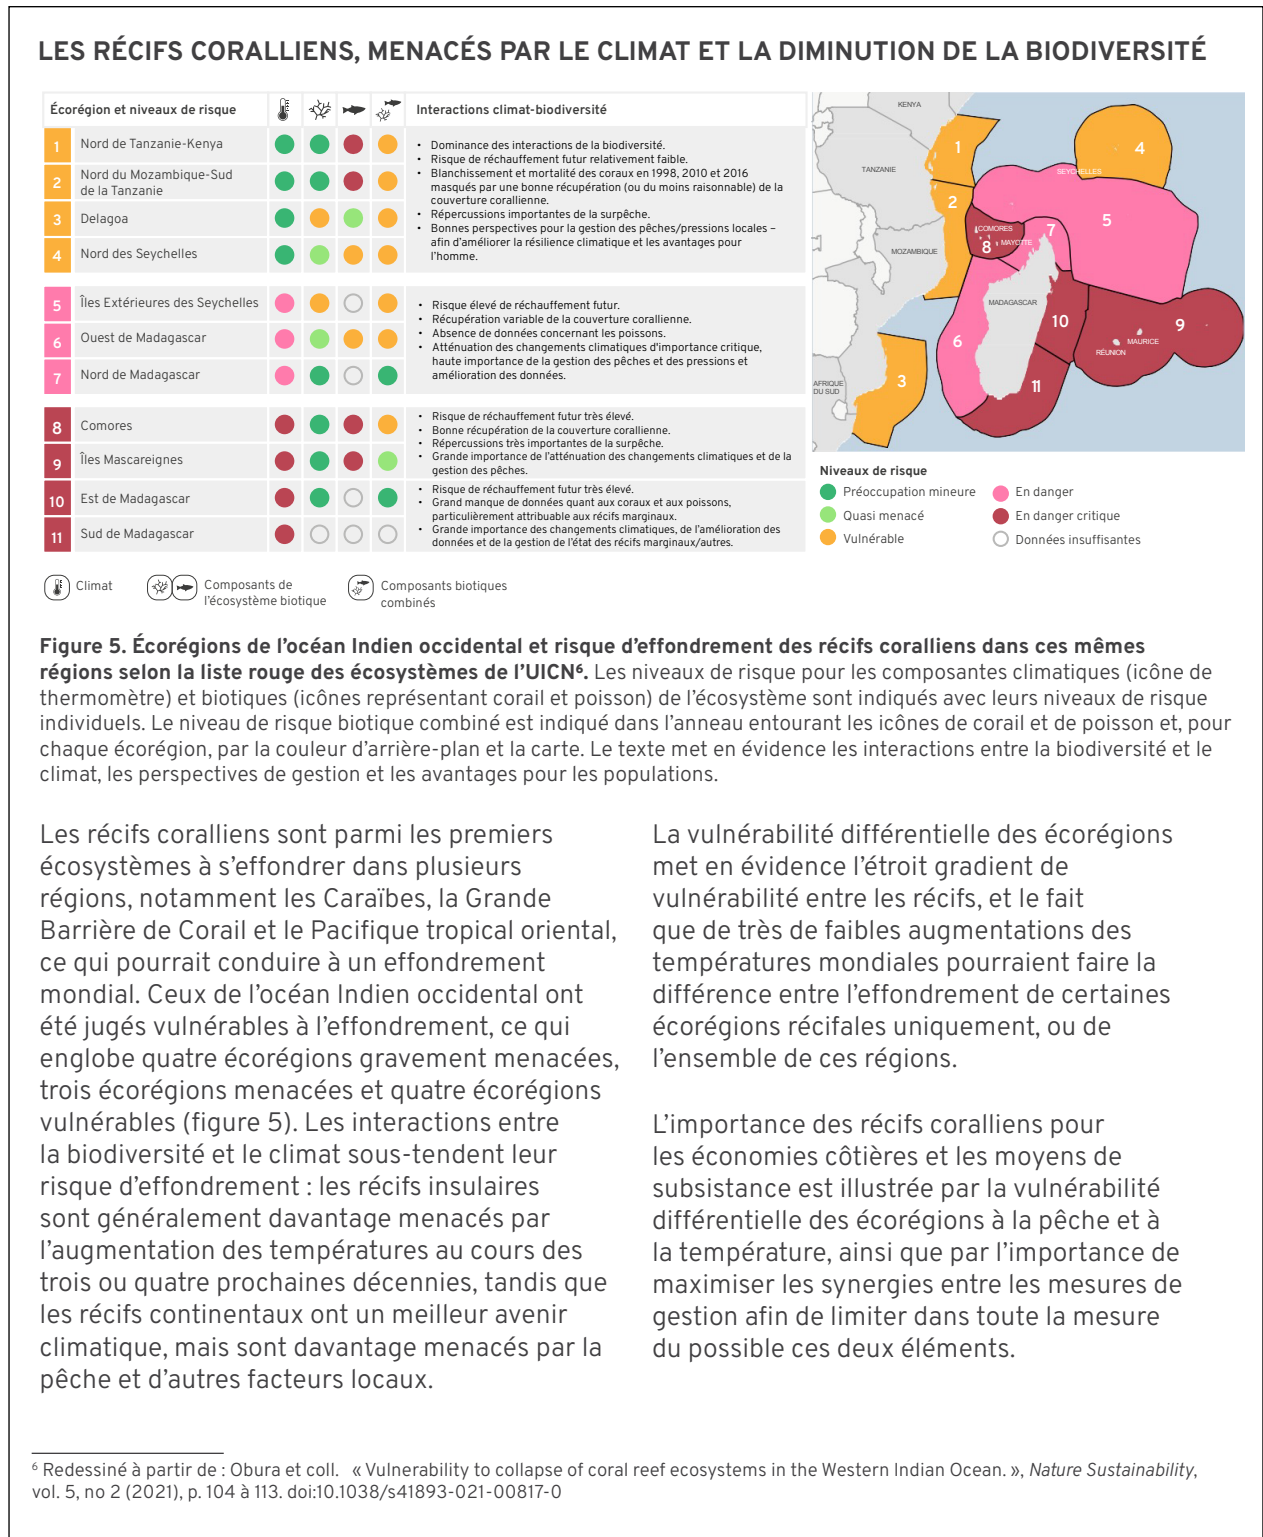 LES RÉCIFS CORALLIENS, MENACÉS PAR LE CLIMAT ET LA DIMINUTION DE LA BIODIVERSITÉ
Écorégion et niveaux de risque
Interactions climat-biodiversité
1 Nord de Tanzanie-Kenya
2 Nord du Mozambique-Sud
de la Tanzanie
3 Delagoa
4 Nord des Seychelles
• Dominance des interactions de la biodiversité.
• Risque de réchauffement futur relativement faible.
• Blanchissement et mortalité des coraux en 1998, 2010 et 2016
masqués par une bonne récupération (ou du moins raisonnable) de la
couverture corallienne.
• Répercussions importantes de la surpêche.
• Bonnes perspectives pour la gestion des pêches/pressions locales –
afin d'améliorer la résilience climatique et les avantages pour
l'homme.
5 Îles Extérieures des Seychelles
6 Ouest de Madagascar
7 Nord de Madagascar
• Risque élevé de réchauffement futur.
• Récupération variable de la couverture corallienne.
• Absence de données concernant les poissons.
• Atténuation des changements climatiques d'importance critique,
haute importance de la gestion des pêches et des pressions et
amélioration des données.
8 Comores
9 Îles Mascareignes
• Risque de réchauffement futur très élevé.
• Bonne récupération de la couverture corallienne.
• Répercussions très importantes de la surpêche.
• Grande importance de l'atténuation des changements climatiques et de la
gestion des pêches.
10 Est de Madagascar
11 Sud de Madagascar
• Risque de réchauffement futur très élevé.
• Grand manque de données quant aux coraux et aux poissons,
particulièrement attribuable aux récifs marginaux.
• Grande importance des changements climatiques, de l'amélioration des
données et de la gestion de l'état des récifs marginaux/autres.
KENYA
TANZANIE
MOZAMBIQUE
AFRIQUE
DU SUD
SEYCHELLES
COMORES
MAYOTTE
MADAGASCAR
MAURICE
RÉUNION
1
2
3
4
5
6
7
8
9
10
11
Niveaux de risque
Préoccupation mineure
Quasi menacé
Vulnérable
En danger
En danger critique
Données insuffisantes
Climat
Composants de
l'écosystème biotique
Composants biotiques
combinés
Figure 5. Écorégions de l'océan Indien occidental et risque d'effondrement des récifs coralliens dans ces mêmes
régions selon la liste rouge des écosystèmes de l'UICN⁶. Les niveaux de risque pour les composantes climatiques (icône de
thermomètre) et biotiques (icônes représentant corail et poisson) de l'écosystème sont indiqués avec leurs niveaux de risque
individuels. Le niveau de risque biotique combiné est indiqué dans l'anneau entourant les icônes de corail et de poisson et, pour
chaque écorégion, par la couleur d'arrière-plan et la carte. Le texte met en évidence les interactions entre la biodiversité et le
climat, les perspectives de gestion et les avantages pour les populations.
Les récifs coralliens sont parmi les premiers
écosystèmes à s'effondrer dans plusieurs
régions, notamment les Caraïbes, la Grande
Barrière de Corail et le Pacifique tropical oriental,
ce qui pourrait conduire à un effondrement
mondial. Ceux de l'océan Indien occidental ont
été jugés vulnérables à l'effondrement, ce qui
englobe quatre écorégions gravement menacées,
trois écorégions menacées et quatre écorégions
vulnérables (figure 5). Les interactions entre
la biodiversité et le climat sous-tendent leur
risque d'effondrement : les récifs insulaires
sont généralement davantage menacés par
l'augmentation des températures au cours des
trois ou quatre prochaines décennies, tandis que
les récifs continentaux ont un meilleur avenir
climatique, mais sont davantage menacés par la
pêche et d'autres facteurs locaux.
La vulnérabilité différentielle des écorégions
met en évidence l'étroit gradient de
vulnérabilité entre les récifs, et le fait
que de très de faibles augmentations des
températures mondiales pourraient faire la
différence entre l'effondrement de certaines
écorégions récifales uniquement, ou de
l'ensemble de ces régions.
L'importance des récifs coralliens pour
les économies côtières et les moyens de
subsistance est illustrée par la vulnérabilité
différentielle des écorégions à la pêche et à
la température, ainsi que par l'importance de
maximiser les synergies entre les mesures de
gestion afin de limiter dans toute la mesure
du possible ces deux éléments.
⁶ Redessiné à partir de : Obura et coll. « Vulnerability to collapse of coral reef ecosystems in the Western Indian Ocean. », Nature Sustainability,
vol. 5, no 2 (2021), p. 104 à 113. doi:10.1038/s41893-021-00817-0